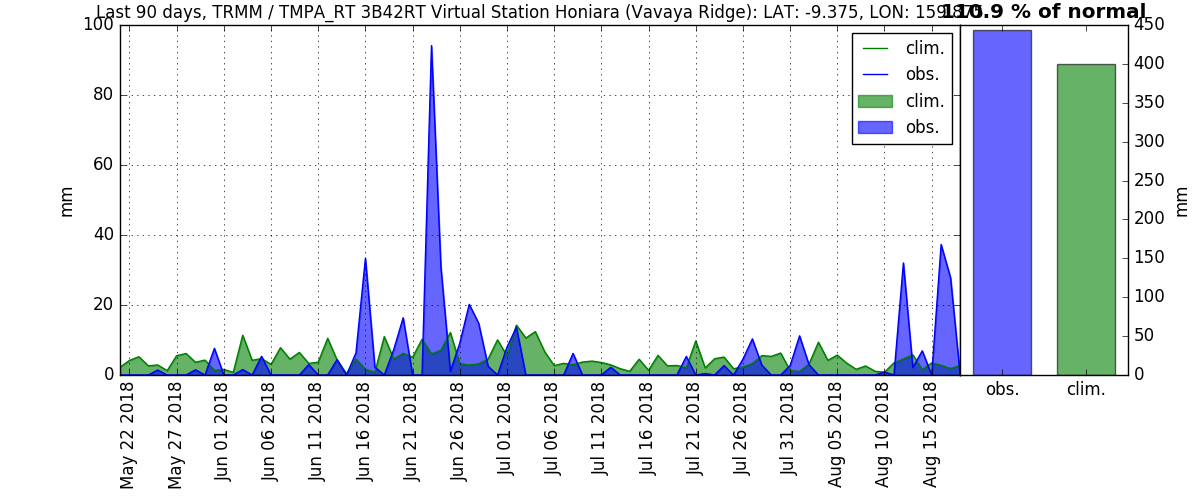 Last 90 days, TRMM / TMPA_RT 3B42RT Virtual Station Honiara (Vavaya Ridge): LAT: -9.375, LON: 159.875
110.9 % of normal
100
80
60
40
20
0
mm
clim.
obs.
clim.
obs.
450
400
350
300
250
200
150
100
50
0
mm
obs.
clim.
May 22 2018
May 27 2018
Jun 01 2018
Jun 06 2018
Jun 11 2018
Jun 16 2018
Jun 21 2018
Jun 26 2018
Jul 01 2018
Jul 06 2018
Jul 11 2018
Jul 16 2018
Jul 21 2018
Jul 26 2018
Jul 31 2018
Aug 05 2018
Aug 10 2018
Aug 15 2018